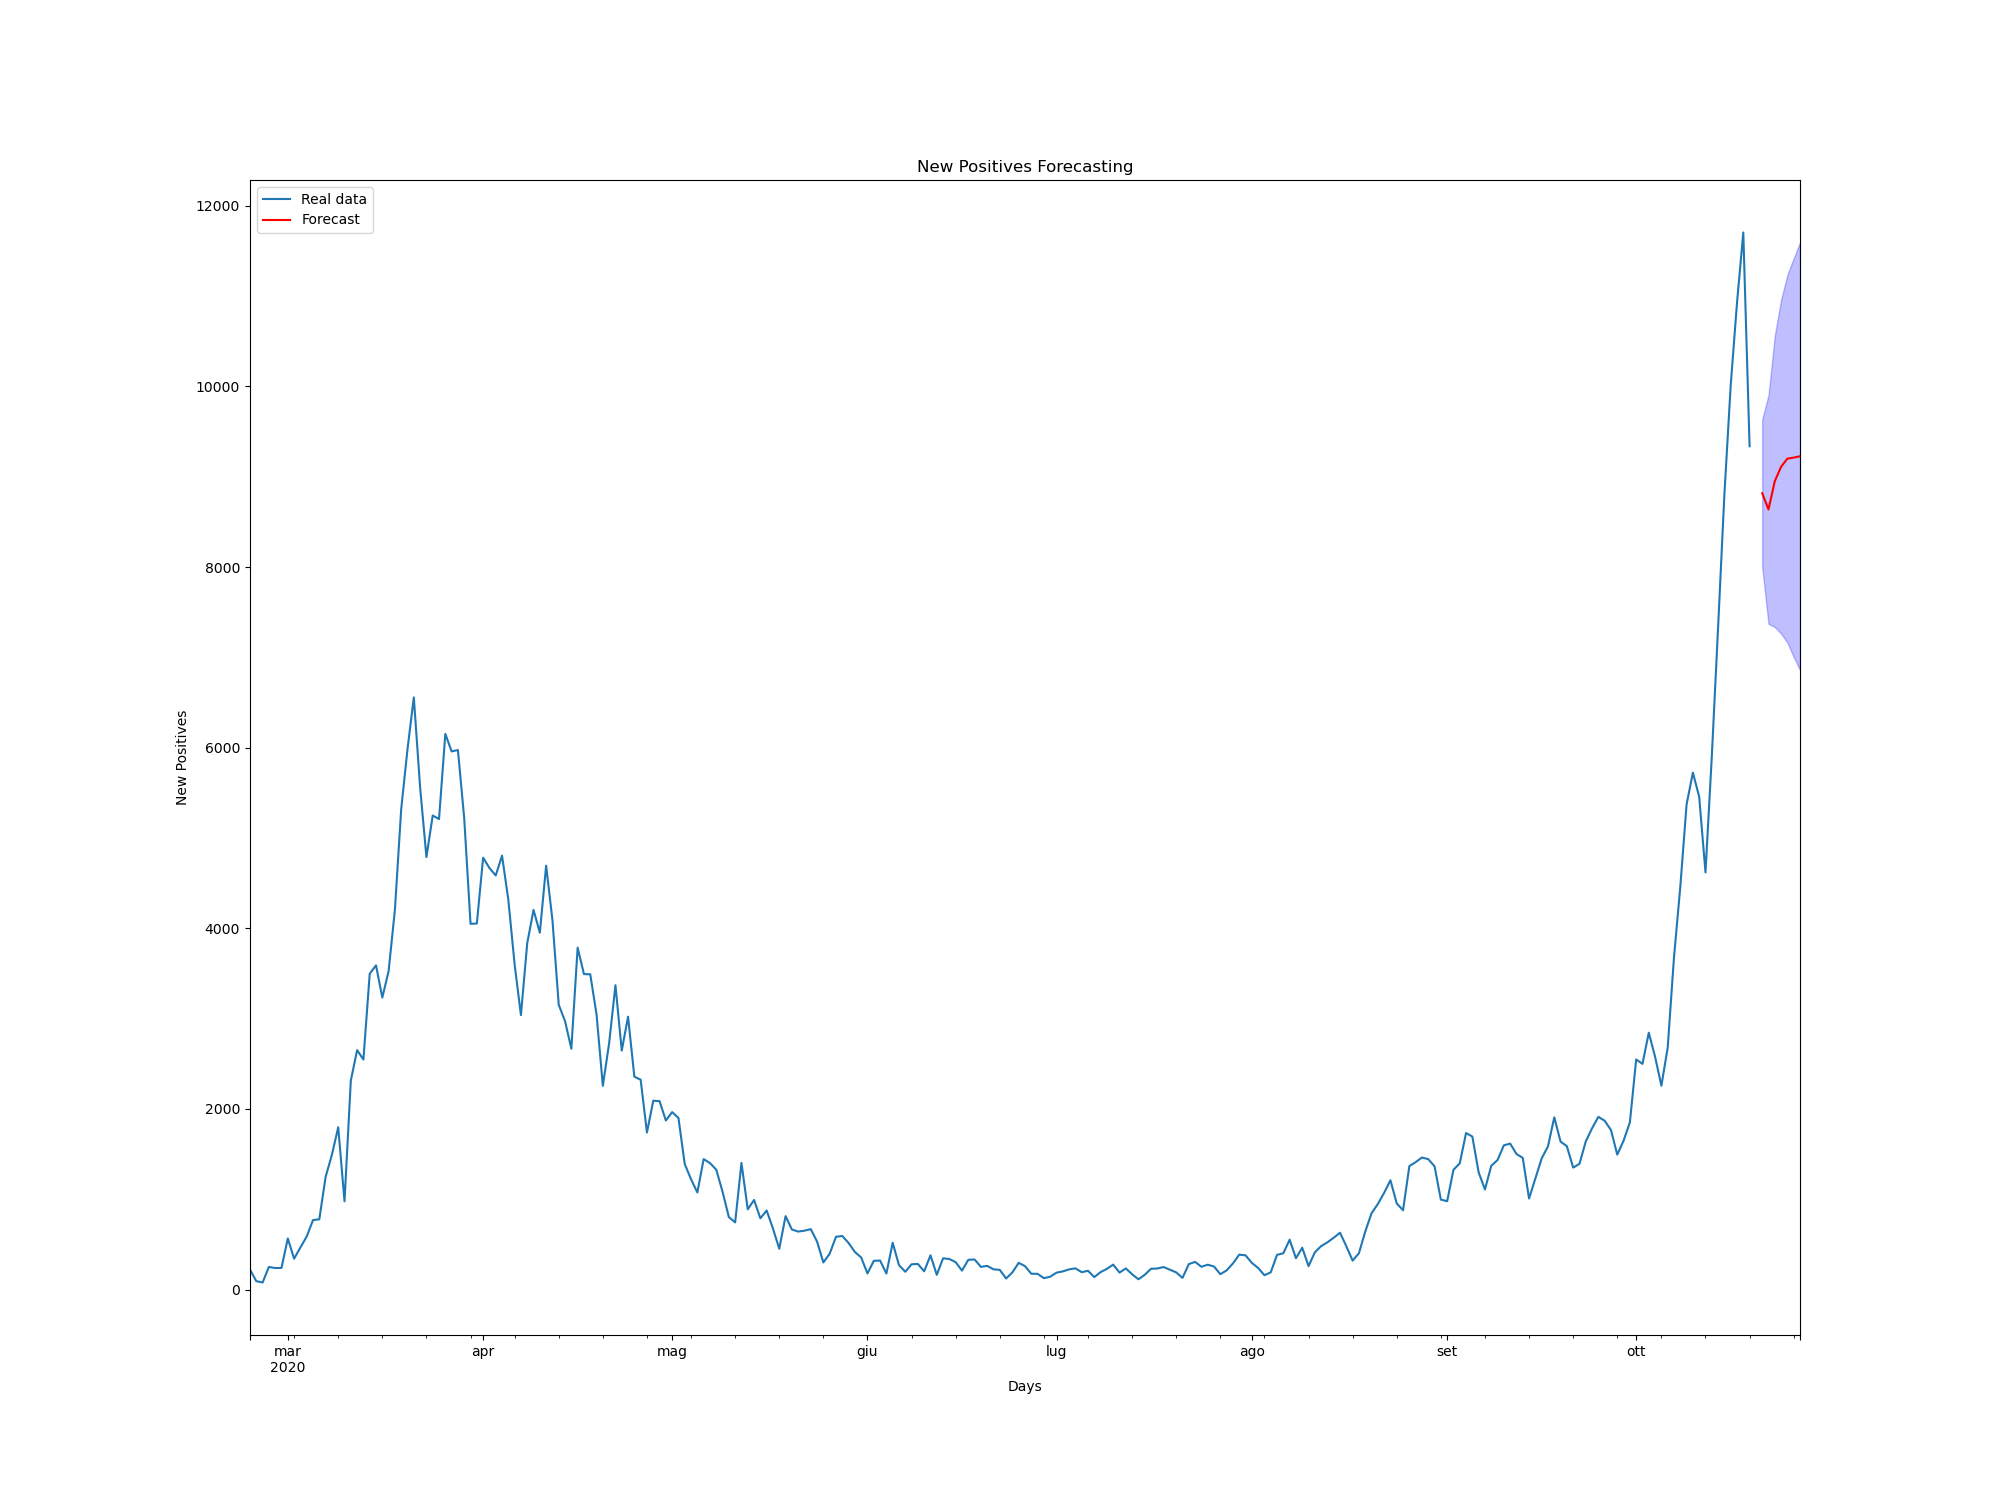 New Positives Forecasting
Real data
Forecast
12000
10000
8000
6000
4000
2000
0
New Positives
mar apr mag giu lug ago set ott
2020
Days